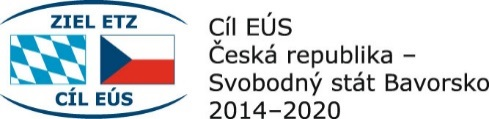 ZIEL ETZ
CÍL EÚS
Cíl EÚS
Česká republika –
Svobodný stát Bavorsko
2014–2020